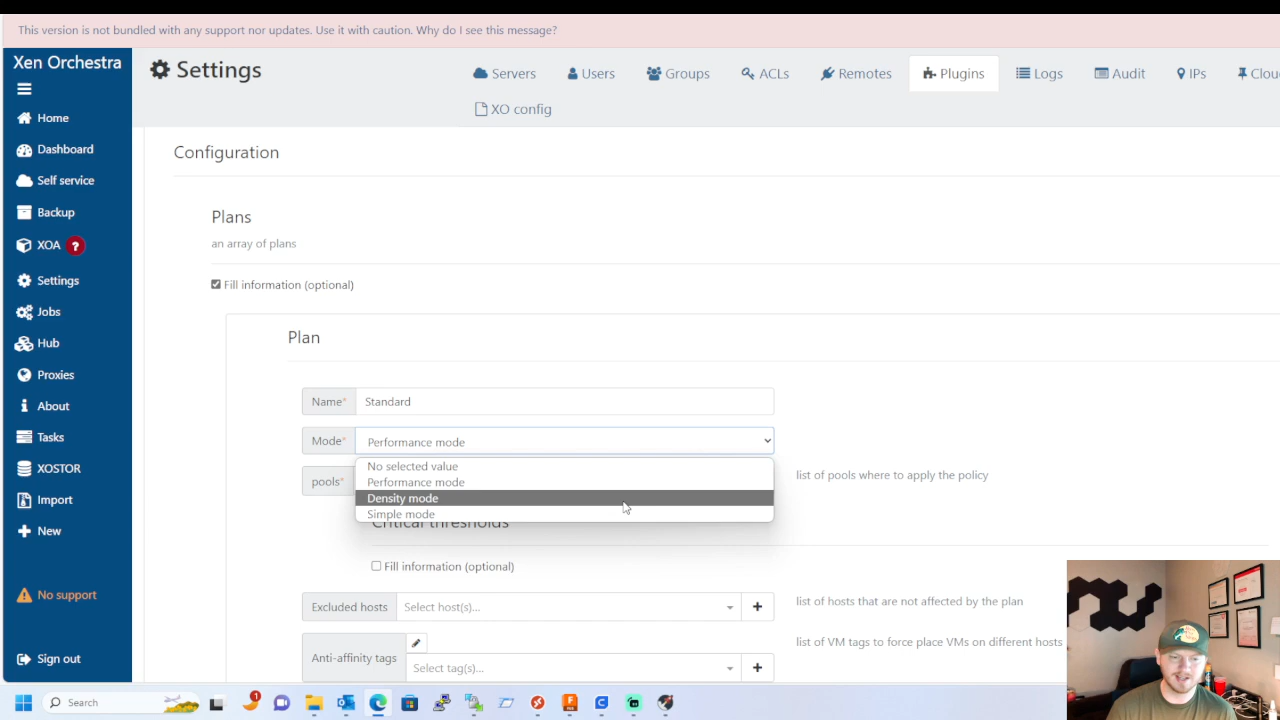 This version is not bundled with any support nor updates. Use it with caution. Why do I see this message?
Xen Orchestra
Settings
Servers
Users
Groups
ACLs
Remotes
Plugins
Logs
Audit
IPs
Clou
XO config
Home
Dashboard
Self service
Backup
XOA ?
Settings
Jobs
Hub
Proxies
About
Tasks
XOSTOR
Import
New
No support
Sign out
Configuration
Plans
an array of plans
Fill information (optional)
Plan
Name* Standard
Mode* Performance mode
No selected value
Performance mode
Density mode
Simple mode
pools* list of pools where to apply the policy
Critical thresholds
Fill information (optional)
Excluded hosts Select host(s)... list of hosts that are not affected by the plan
Anti-affinity tags Select tag(s)... list of VM tags to force place VMs on different hosts
Search
1